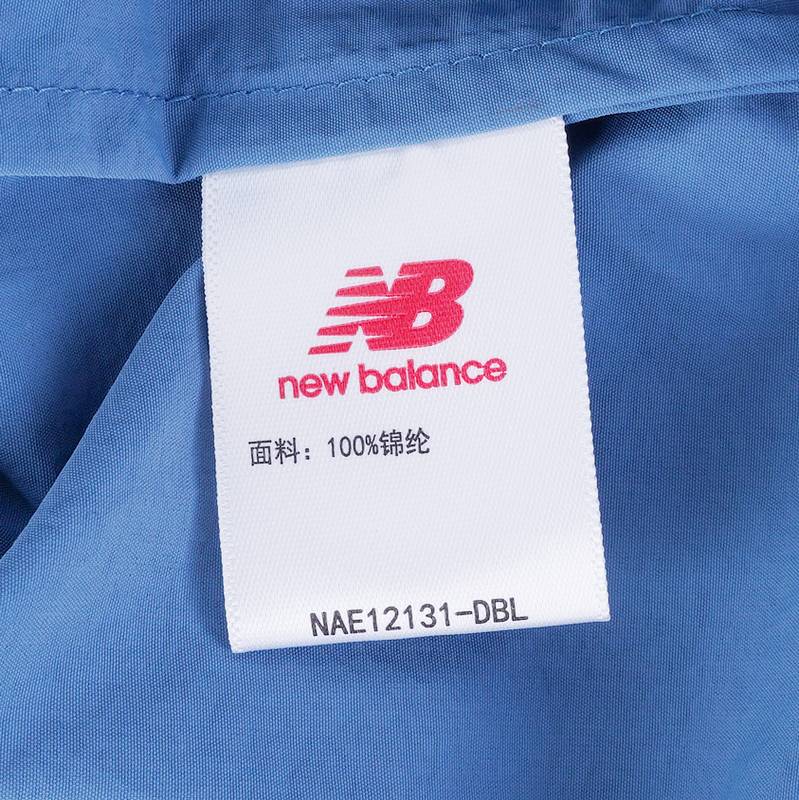 NB
new balance
面料：100%锦纶
NAE12131-DBL